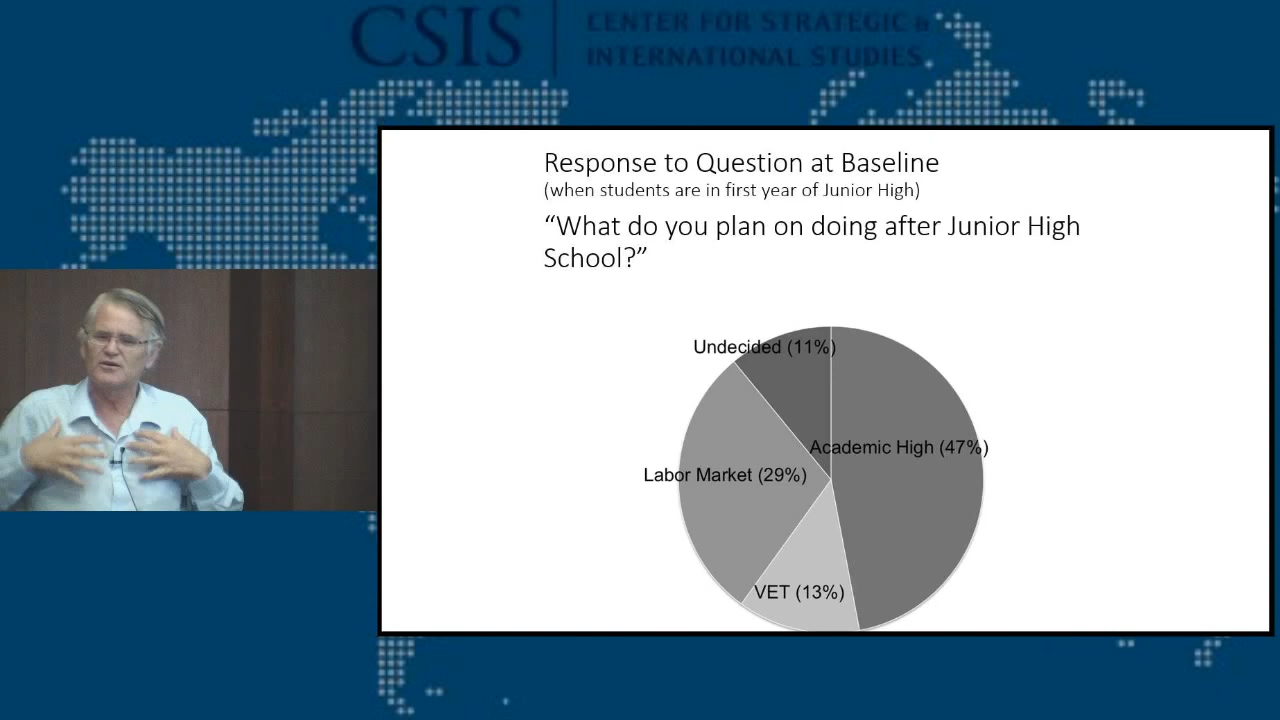 CSIS
CENTER FOR STRATEGIC &
INTERNATIONAL STUDIES
Response to Question at Baseline
(when students are in first year of Junior High)
“What do you plan on doing after Junior High
School?”
Undecided (11%)
Academic High (47%)
Labor Market (29%)
VET (13%)